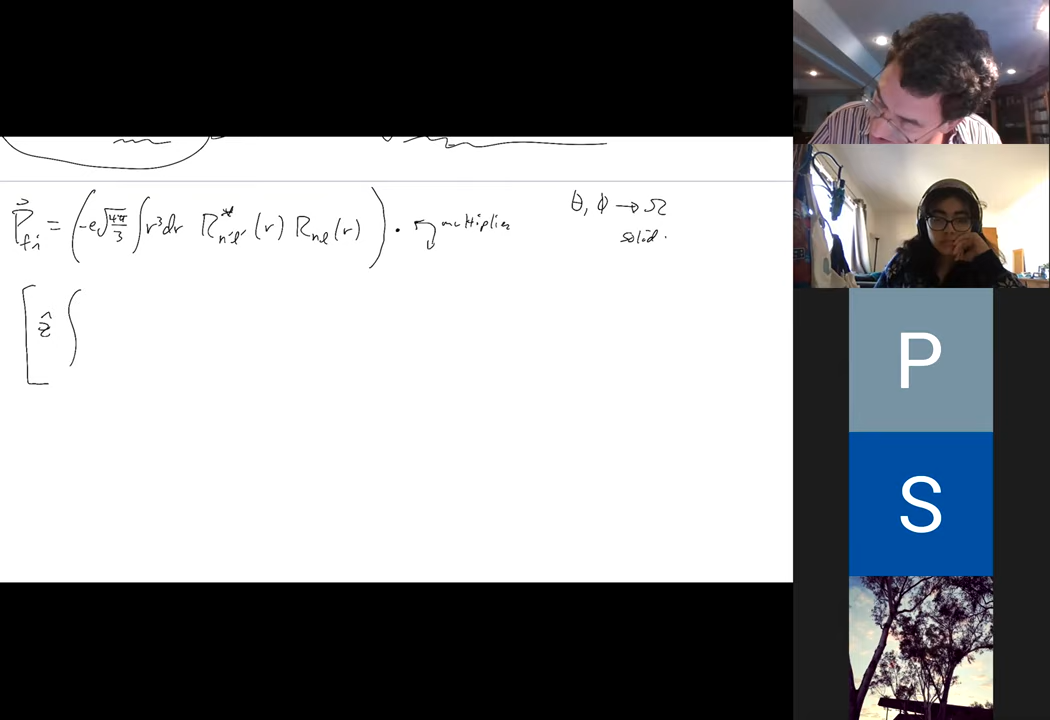 P⃗_fi = (-e√(4π/3) ∫ r³dr R*_n'l'(r) R_nl(r)) · multiplier
θ, φ → Ω
solid.
[ẑ (
P
S